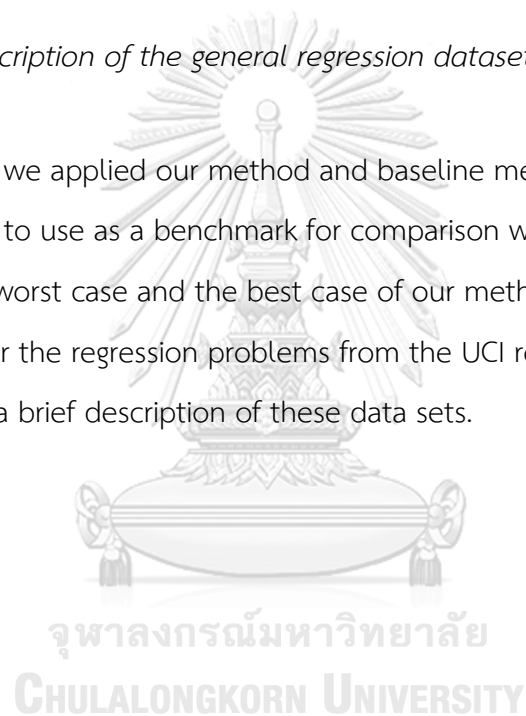 cription of the general regression dataset
we applied our method and baseline me
to use as a benchmark for comparison w
worst case and the best case of our meth
r the regression problems from the UCI re
a brief description of these data sets.
จุฬาลงกรณ์มหาวิทยาลัย
CHULALONGKORN UNIVERSITY